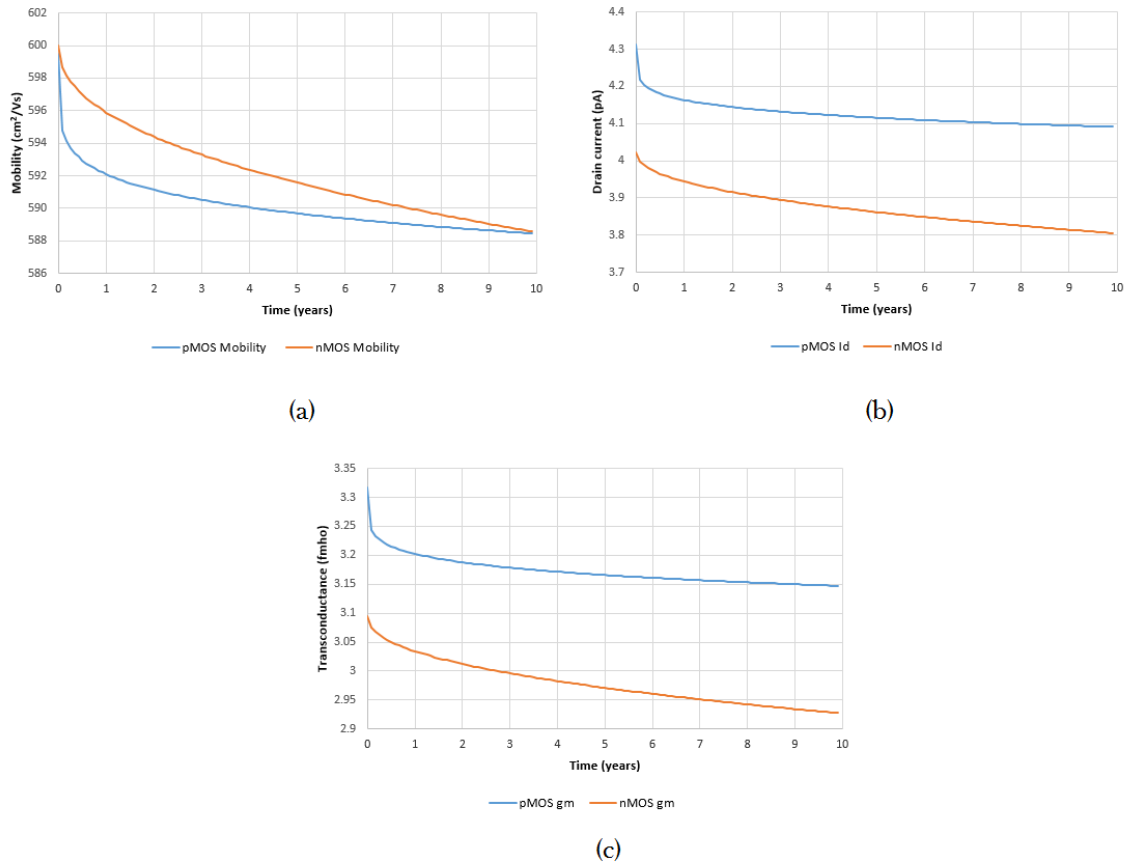 602
600
598
596
594
592
590
588
586
Mobility (cm²/Vs)
0 1 2 3 4 5 6 7 8 9 10
Time (years)
pMOS Mobility nMOS Mobility
(a)
4.4
4.3
4.2
4.1
4
3.9
3.8
3.7
Drain current (pA)
0 1 2 3 4 5 6 7 8 9 10
Time (years)
pMOS Id nMOS Id
(b)
3.35
3.3
3.25
3.2
3.15
3.1
3.05
3
2.95
2.9
Transconductance (fmho)
0 1 2 3 4 5 6 7 8 9 10
Time (years)
pMOS gm nMOS gm
(c)